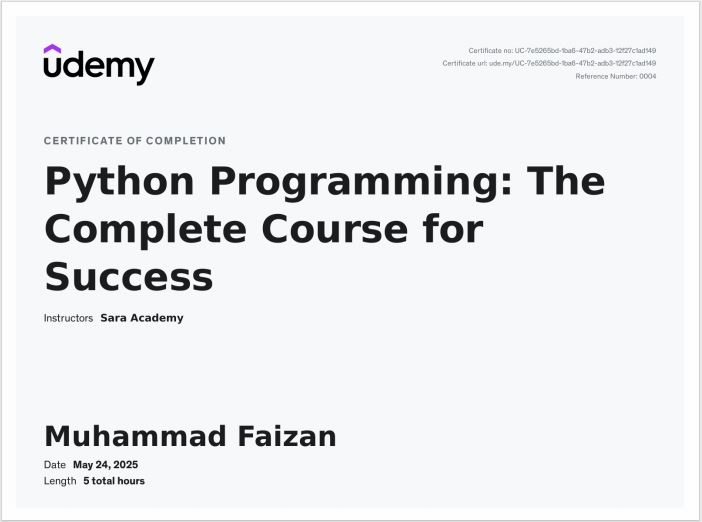 udemy
Certificate no: UC-7e5265bd-1ba6-47b2-adb3-12f27c1ad149
Certificate url: ude.my/UC-7e5265bd-1ba6-47b2-adb3-12f27c1ad149
Reference Number: 0004
CERTIFICATE OF COMPLETION
Python Programming: The
Complete Course for
Success
Instructors Sara Academy
Muhammad Faizan
Date May 24, 2025
Length 5 total hours